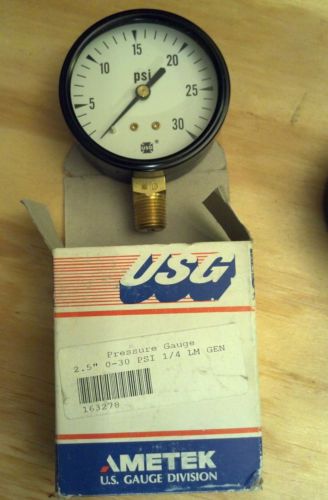 15
10 20
psi
5 25
30
USG ®
USG
Pressure Gauge
2.5" 0-30 PSI 1/4 LM GEN
163278
AMETEK
U.S. GAUGE DIVISION